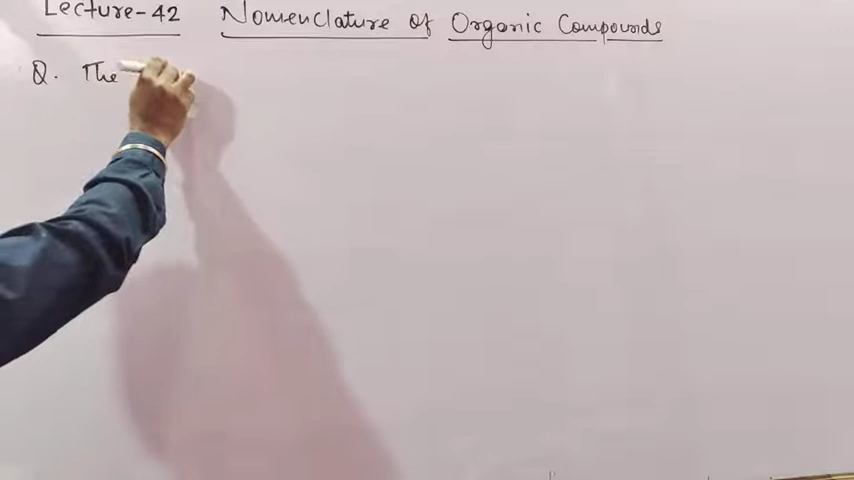 Lecture-42 Nomenclature of Organic Compounds
Q. The